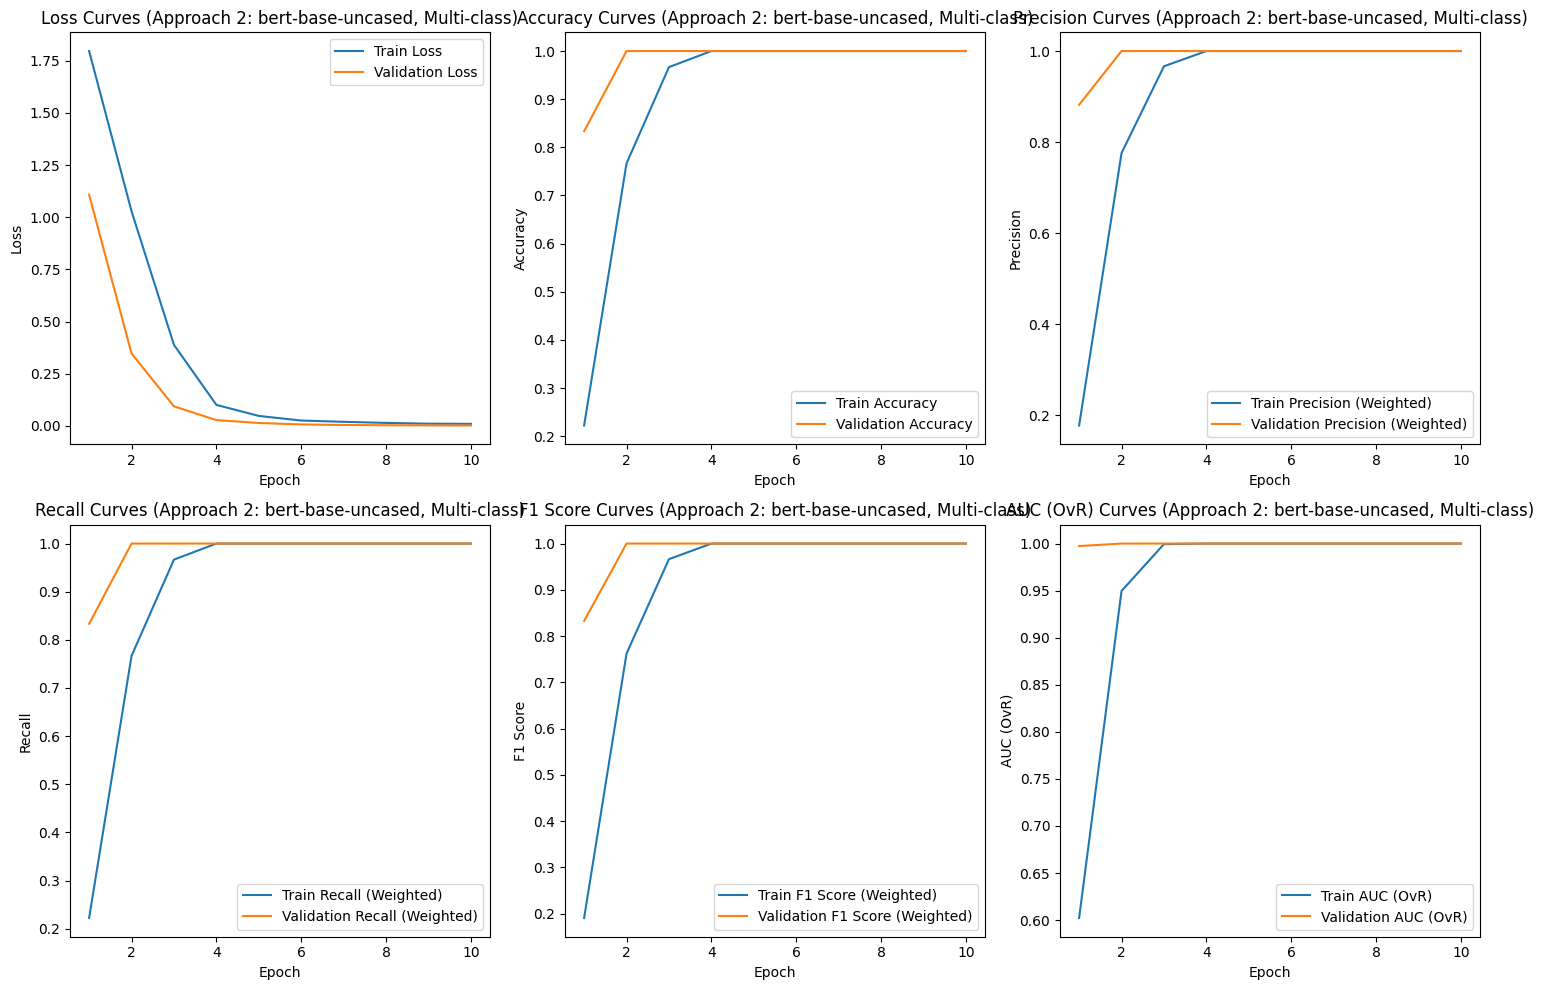 Loss Curves (Approach 2: bert-base-uncased, Multi-class)
1.75
1.50
1.25
1.00
0.75
0.50
0.25
0.00
Loss
2 4 6 8 10
Epoch
Train Loss
Validation Loss
Accuracy Curves (Approach 2: bert-base-uncased, Multi-class)
1.0
0.9
0.8
0.7
0.6
0.5
0.4
0.3
0.2
Accuracy
2 4 6 8 10
Epoch
Train Accuracy
Validation Accuracy
Precision Curves (Approach 2: bert-base-uncased, Multi-class)
1.0
0.8
0.6
0.4
0.2
Precision
2 4 6 8 10
Epoch
Train Precision (Weighted)
Validation Precision (Weighted)
Recall Curves (Approach 2: bert-base-uncased, Multi-class)
1.0
0.9
0.8
0.7
0.6
0.5
0.4
0.3
0.2
Recall
2 4 6 8 10
Epoch
Train Recall (Weighted)
Validation Recall (Weighted)
F1 Score Curves (Approach 2: bert-base-uncased, Multi-class)
1.0
0.9
0.8
0.7
0.6
0.5
0.4
0.3
0.2
F1 Score
2 4 6 8 10
Epoch
Train F1 Score (Weighted)
Validation F1 Score (Weighted)
AUC (OvR) Curves (Approach 2: bert-base-uncased, Multi-class)
1.00
0.95
0.90
0.85
0.80
0.75
0.70
0.65
0.60
AUC (OvR)
2 4 6 8 10
Epoch
Train AUC (OvR)
Validation AUC (OvR)